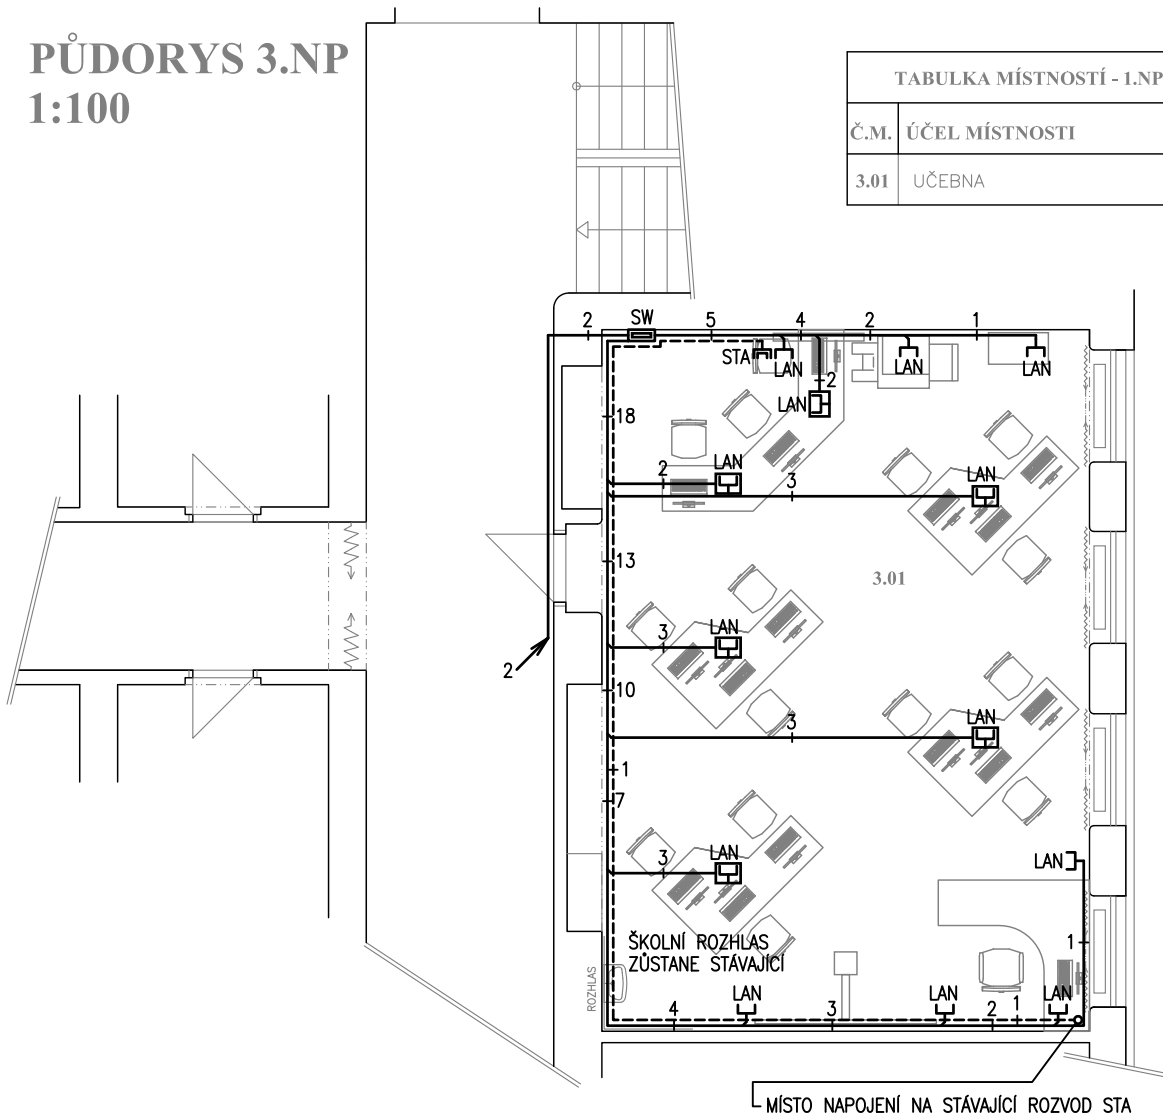 PŮDORYS 3.NP
1:100
TABULKA MÍSTNOSTÍ - 1.NP
Č.M. ÚČEL MÍSTNOSTI
3.01 UČEBNA
2 SW 5 4 2 1
STA LAN LAN LAN
2
LAN
18
LAN
2
3
LAN
13
3.01
LAN
3
2
10
LAN
3
1
7
LAN
3
LAN
ŠKOLNÍ ROZHLAS
ZŮSTANE STÁVAJÍCÍ
1
ROZHLAS
LAN LAN LAN
4 3 2 1
MÍSTO NAPOJENÍ NA STÁVAJÍCÍ ROZVOD STA